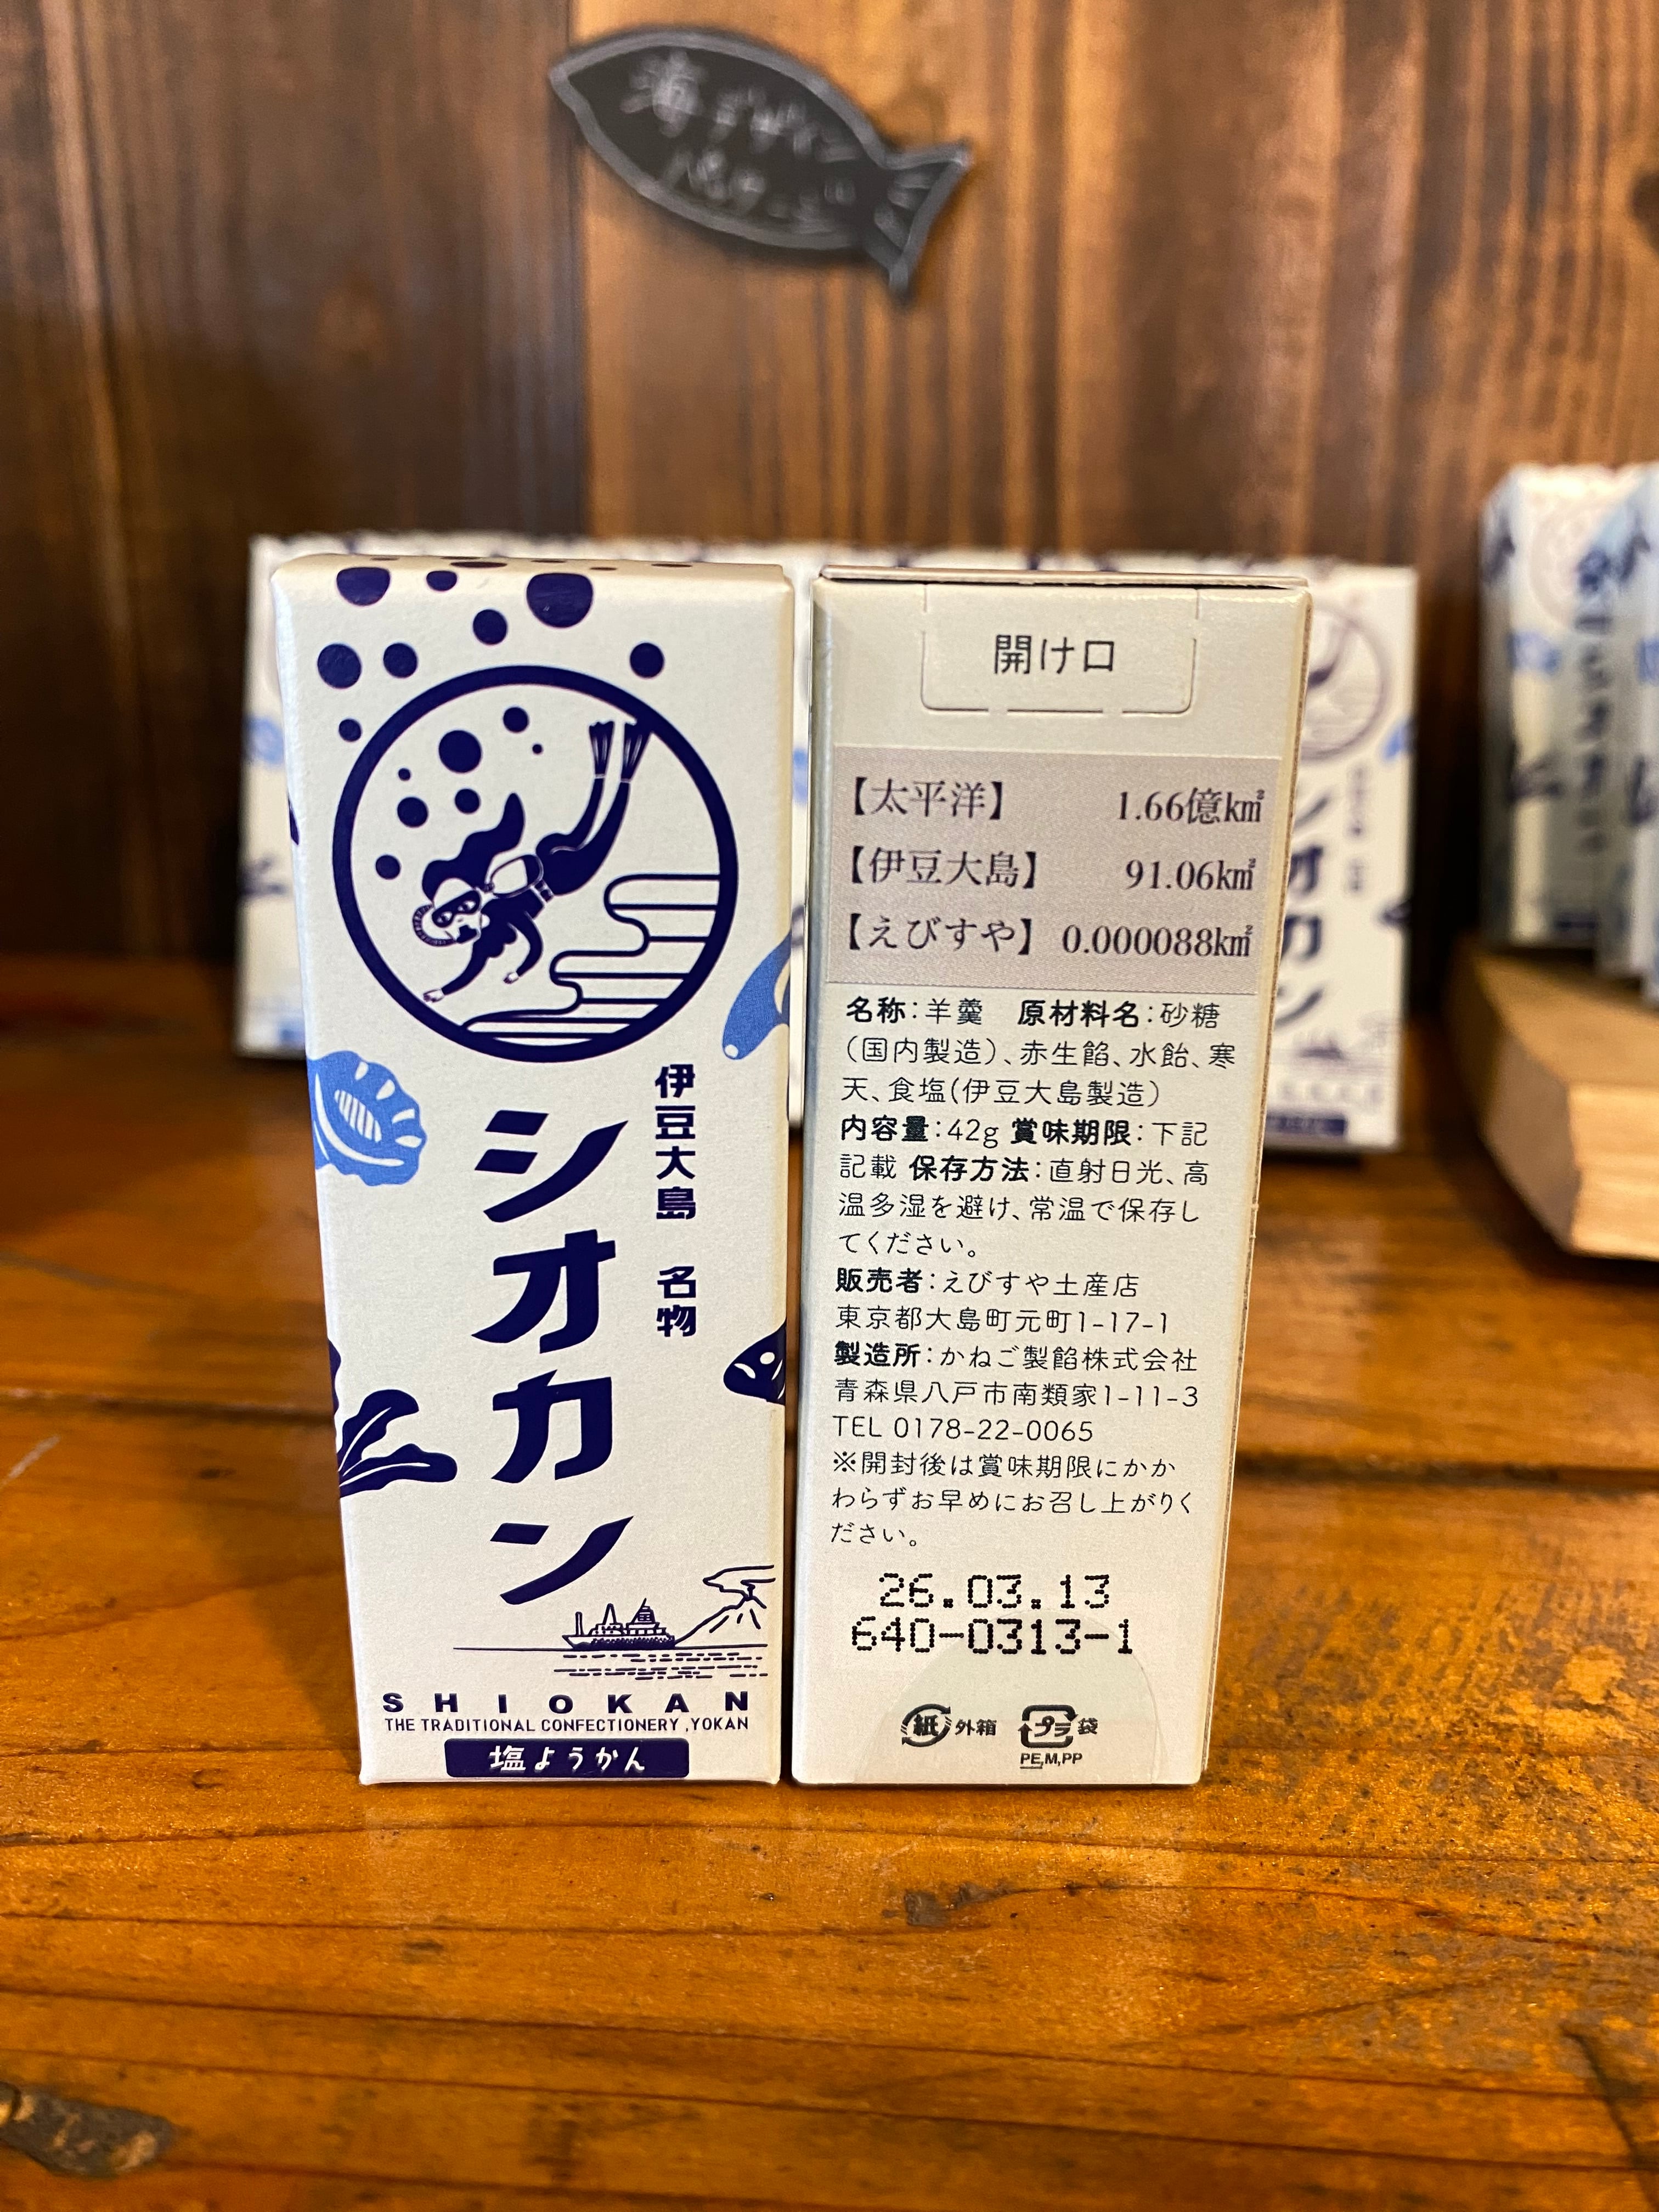 海デザイン
パッケージ
伊豆大島 名物
シオカン
SHIOKAN
THE TRADITIONAL CONFECTIONERY ,YOKAN
塩ようかん
開け口
【太平洋】 1.66億㎢
【伊豆大島】 91.06㎢
【えびすや】 0.000088㎢
名称:羊羹 原材料名:砂糖
(国内製造)、赤生餡、水飴、寒
天、食塩(伊豆大島製造)
内容量:42g 賞味期限:下記
記載 保存方法:直射日光、高
温多湿を避け、常温で保存し
てください。
販売者:えびすや土産店
東京都大島町元町1-17-1
製造所:かねご製餡株式会社
青森県八戸市南類家1-11-3
TEL 0178-22-0065
※開封後は賞味期限にかか
わらずお早めにお召し上がりく
ださい。
26.03.13
640-0313-1
紙 外箱 プラ 袋
PE,M,PP